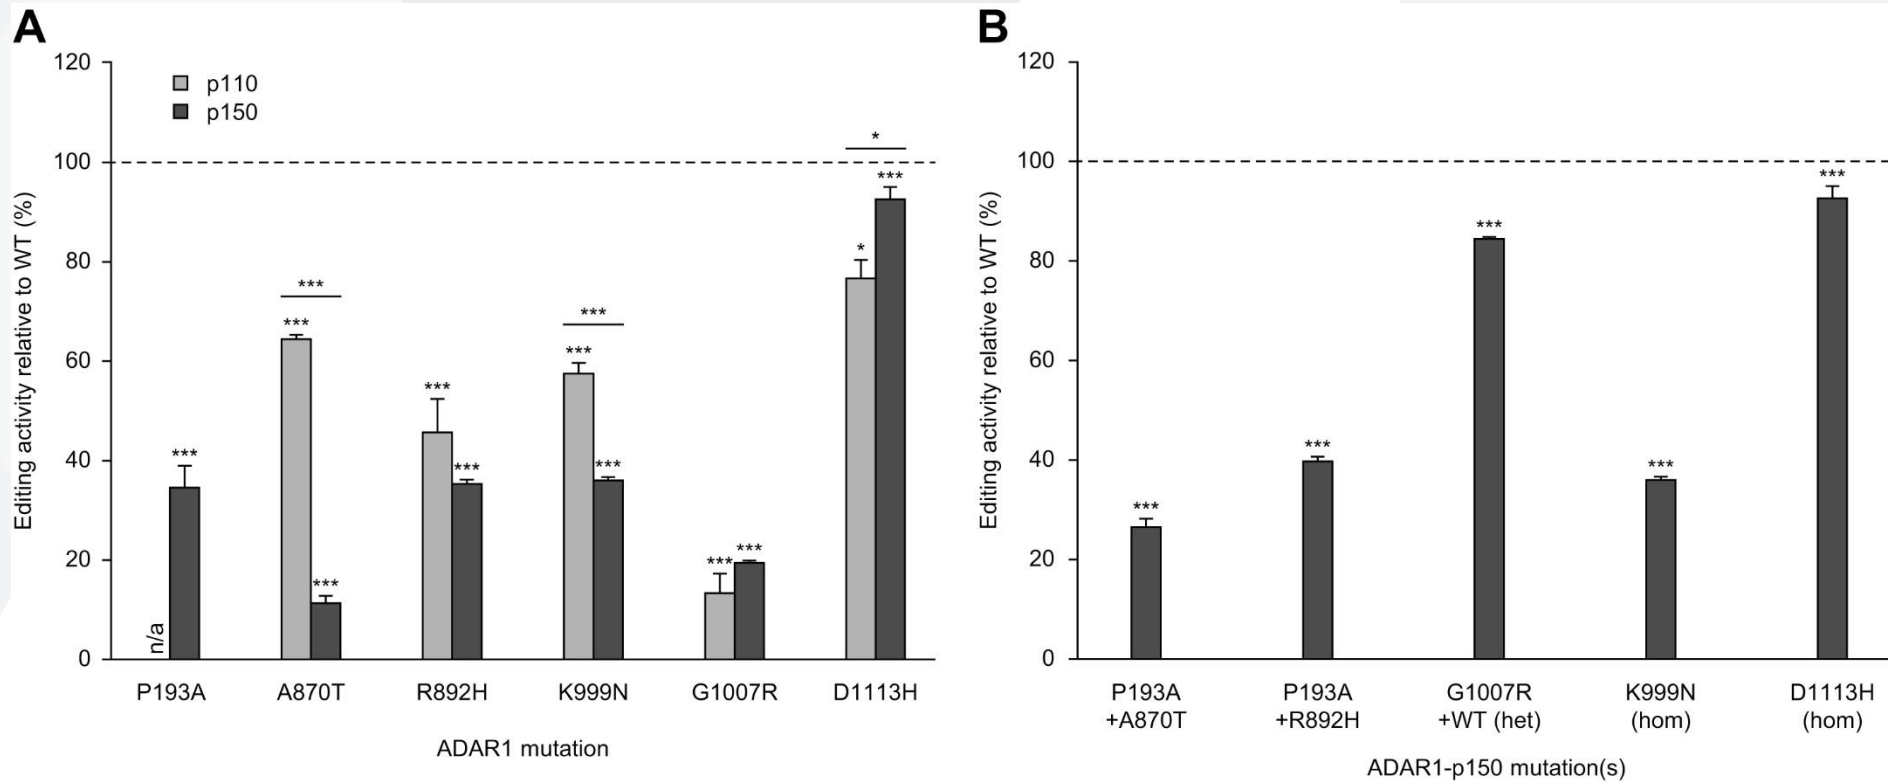 A
120
100
80
60
40
20
0
Editing activity relative to WT (%)
p110
p150
n/a
***
***
***
***
***
***
***
***
***
***
***
*
***
*
P193A
A870T
R892H
K999N
G1007R
D1113H
ADAR1 mutation
B
120
100
80
60
40
20
0
Editing activity relative to WT (%)
***
***
***
***
***
P193A
+A870T
P193A
+R892H
G1007R
+WT (het)
K999N
(hom)
D1113H
(hom)
ADAR1-p150 mutation(s)